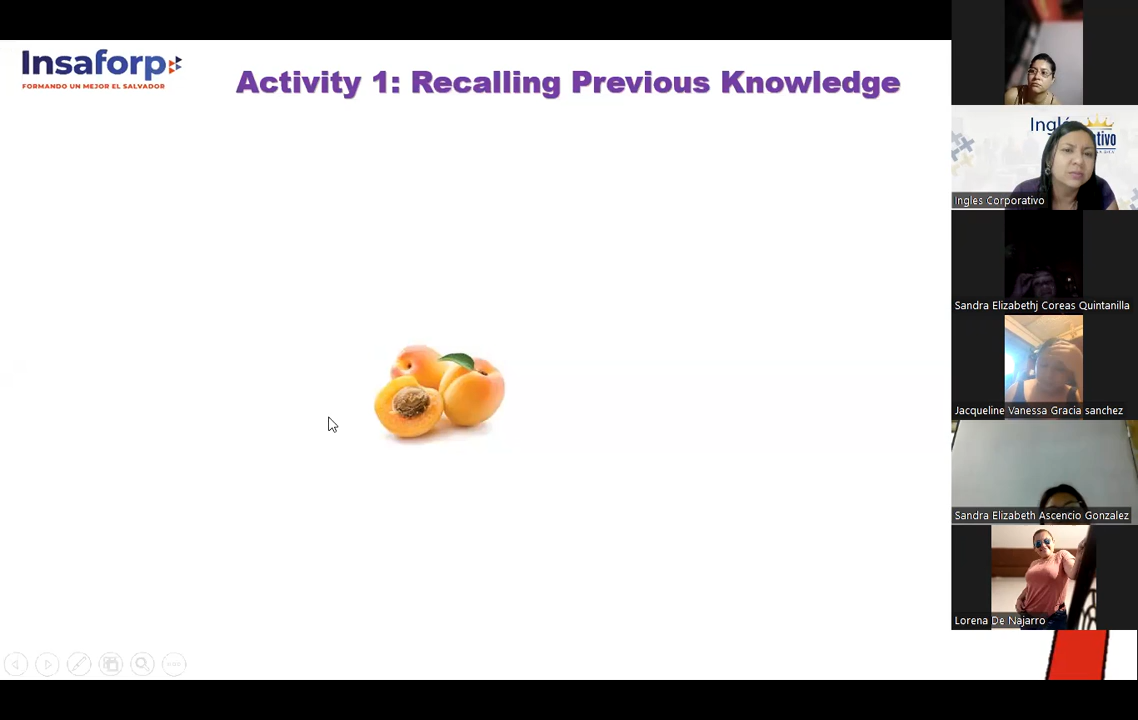 Insaforp
FORMANDO UN MEJOR EL SALVADOR
Activity 1: Recalling Previous Knowledge
Ingles Corporativo
Sandra Elizabethj Coreas Quintanilla
Jacqueline Vanessa Gracia sanchez
Sandra Elizabeth Ascencio Gonzalez
Lorena De Najarro